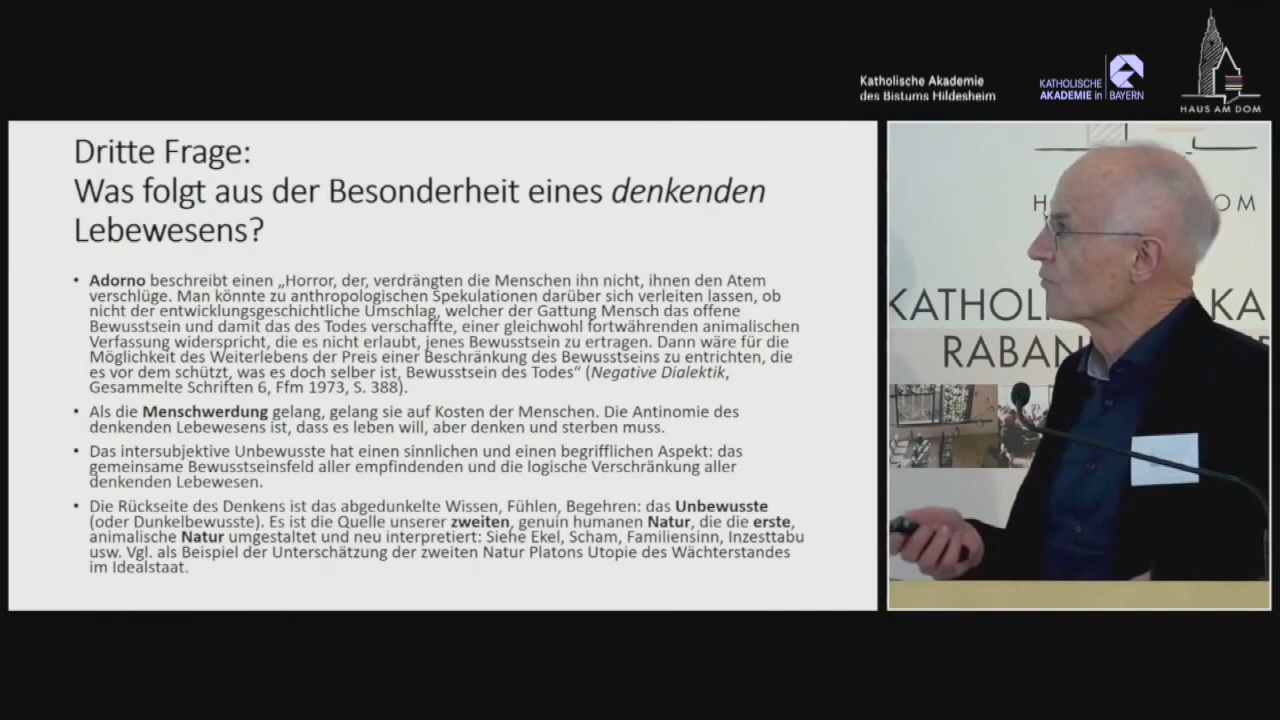 Katholische Akademie
des Bistums Hildesheim
KATHOLISCHE
AKADEMIE in BAYERN
HAUS AM DOM
Dritte Frage:
Was folgt aus der Besonderheit eines denkenden
Lebewesens?
• Adorno beschreibt einen „Horror, der, verdrängten die Menschen ihn nicht, ihnen den Atem
verschlüge. Man könnte zu anthropologischen Spekulationen darüber sich verleiten lassen, ob
nicht der entwicklungsgeschichtliche Umschlag, welcher der Gattung Mensch das offene
Bewusstsein und damit das des Todes verschaffte, einer gleichwohl fortwährenden animalischen
Verfassung widerspricht, die es nicht erlaubt, jenes Bewusstsein zu ertragen. Dann wäre für die
Möglichkeit des Weiterlebens der Preis einer Beschränkung des Bewusstseins zu entrichten, die
es vor dem schützt, was es doch selber ist, Bewusstsein des Todes“ (Negative Dialektik,
Gesammelte Schriften 6, Ffm 1973, S. 388).
• Als die Menschwerdung gelang, gelang sie auf Kosten der Menschen. Die Antinomie des
denkenden Lebewesens ist, dass es leben will, aber denken und sterben muss.
• Das intersubjektive Unbewusste hat einen sinnlichen und einen begrifflichen Aspekt: das
gemeinsame Bewusstseinsfeld aller empfindenden und die logische Verschränkung aller
denkenden Lebewesen.
• Die Rückseite des Denkens ist das abgedunkelte Wissen, Fühlen, Begehren: das Unbewusste
(oder Dunkelbewusste). Es ist die Quelle unserer zweiten, genuin humanen Natur, die die erste,
animalische Natur umgestaltet und neu interpretiert: Siehe Ekel, Scham, Familiensinn, Inzesttabu
usw. Vgl. als Beispiel der Unterschätzung der zweiten Natur Platons Utopie des Wächterstandes
im Idealstaat.
H OM
KATHOL KA
RABAN